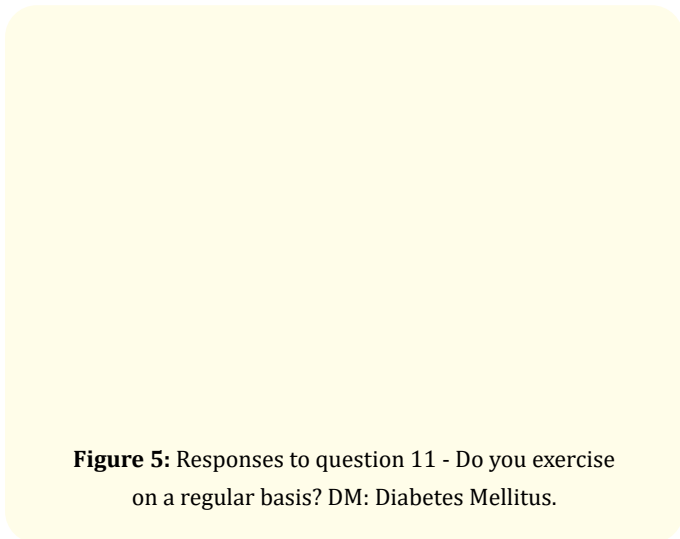 Figure 5: Responses to question 11 - Do you exercise
on a regular basis? DM: Diabetes Mellitus.